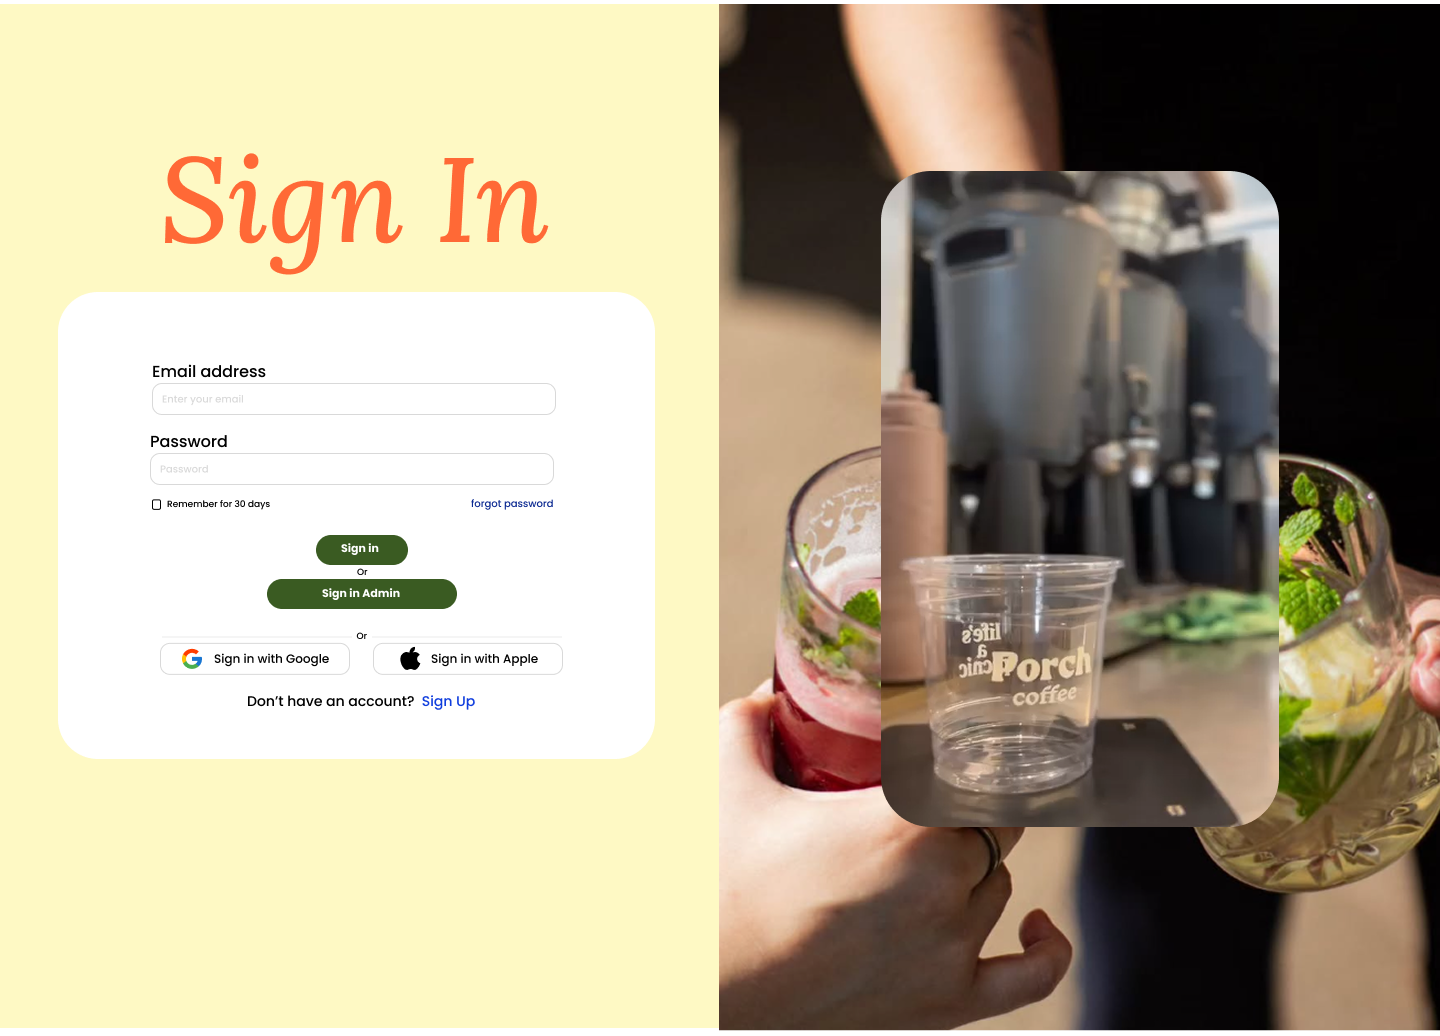 Sign In
Email address
Enter your email
Password
Password
Remember for 30 days
forgot password
Sign in
Or
Sign in Admin
Or
Sign in with Google
Sign in with Apple
Don’t have an account? Sign Up
life's
a
picnic
Porch
coffee